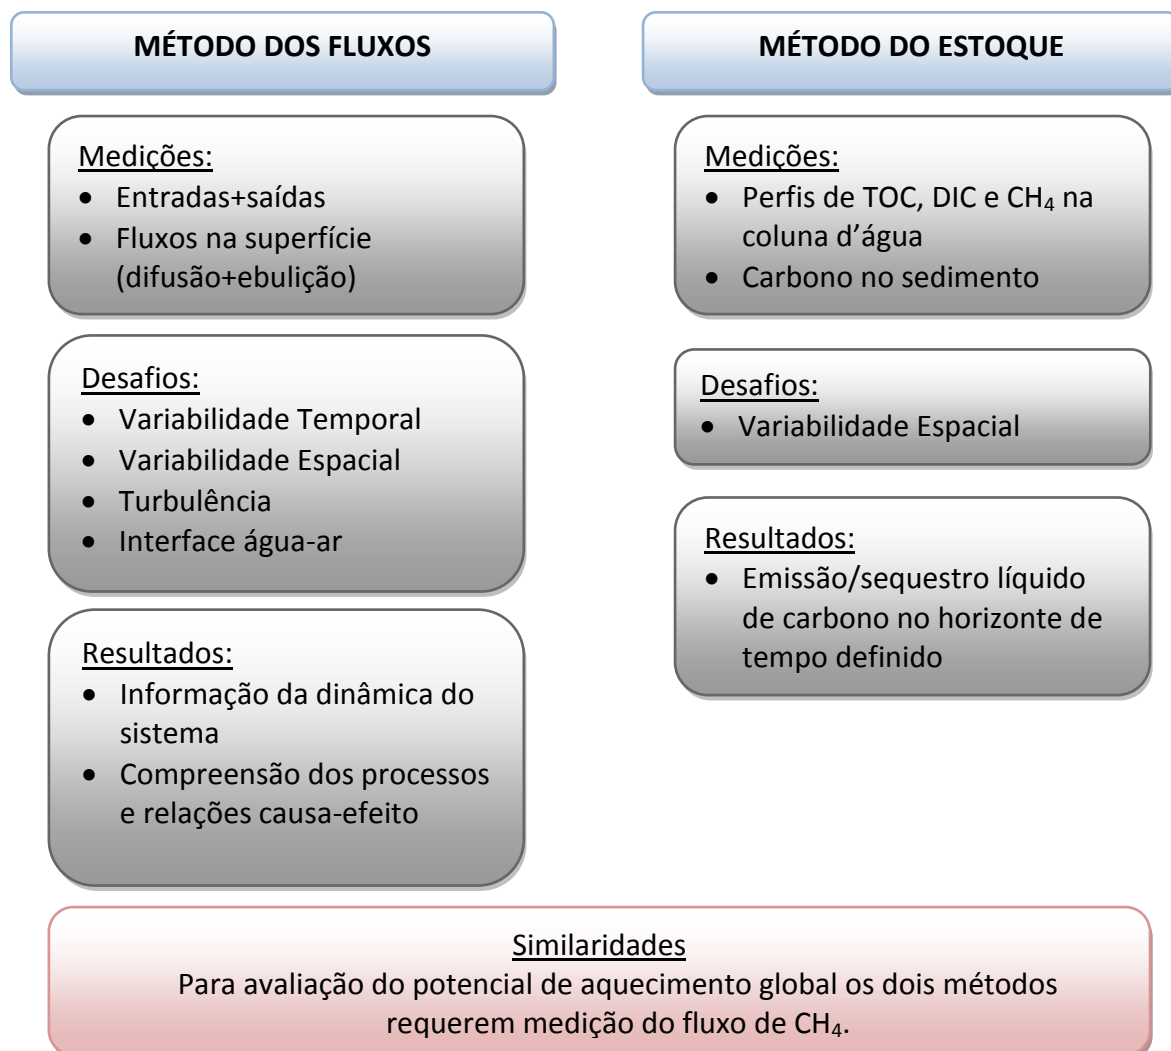 MÉTODO DOS FLUXOS
Medições:
• Entradas+saídas
• Fluxos na superfície
(difusão+ebulição)
Desafios:
• Variabilidade Temporal
• Variabilidade Espacial
• Turbulência
• Interface água-ar
Resultados:
• Informação da dinâmica do
sistema
• Compreensão dos processos
e relações causa-efeito
MÉTODO DO ESTOQUE
Medições:
• Perfis de TOC, DIC e CH₄ na
coluna d’água
• Carbono no sedimento
Desafios:
• Variabilidade Espacial
Resultados:
• Emissão/sequestro líquido
de carbono no horizonte de
tempo definido
Similaridades
Para avaliação do potencial de aquecimento global os dois métodos
requerem medição do fluxo de CH₄.